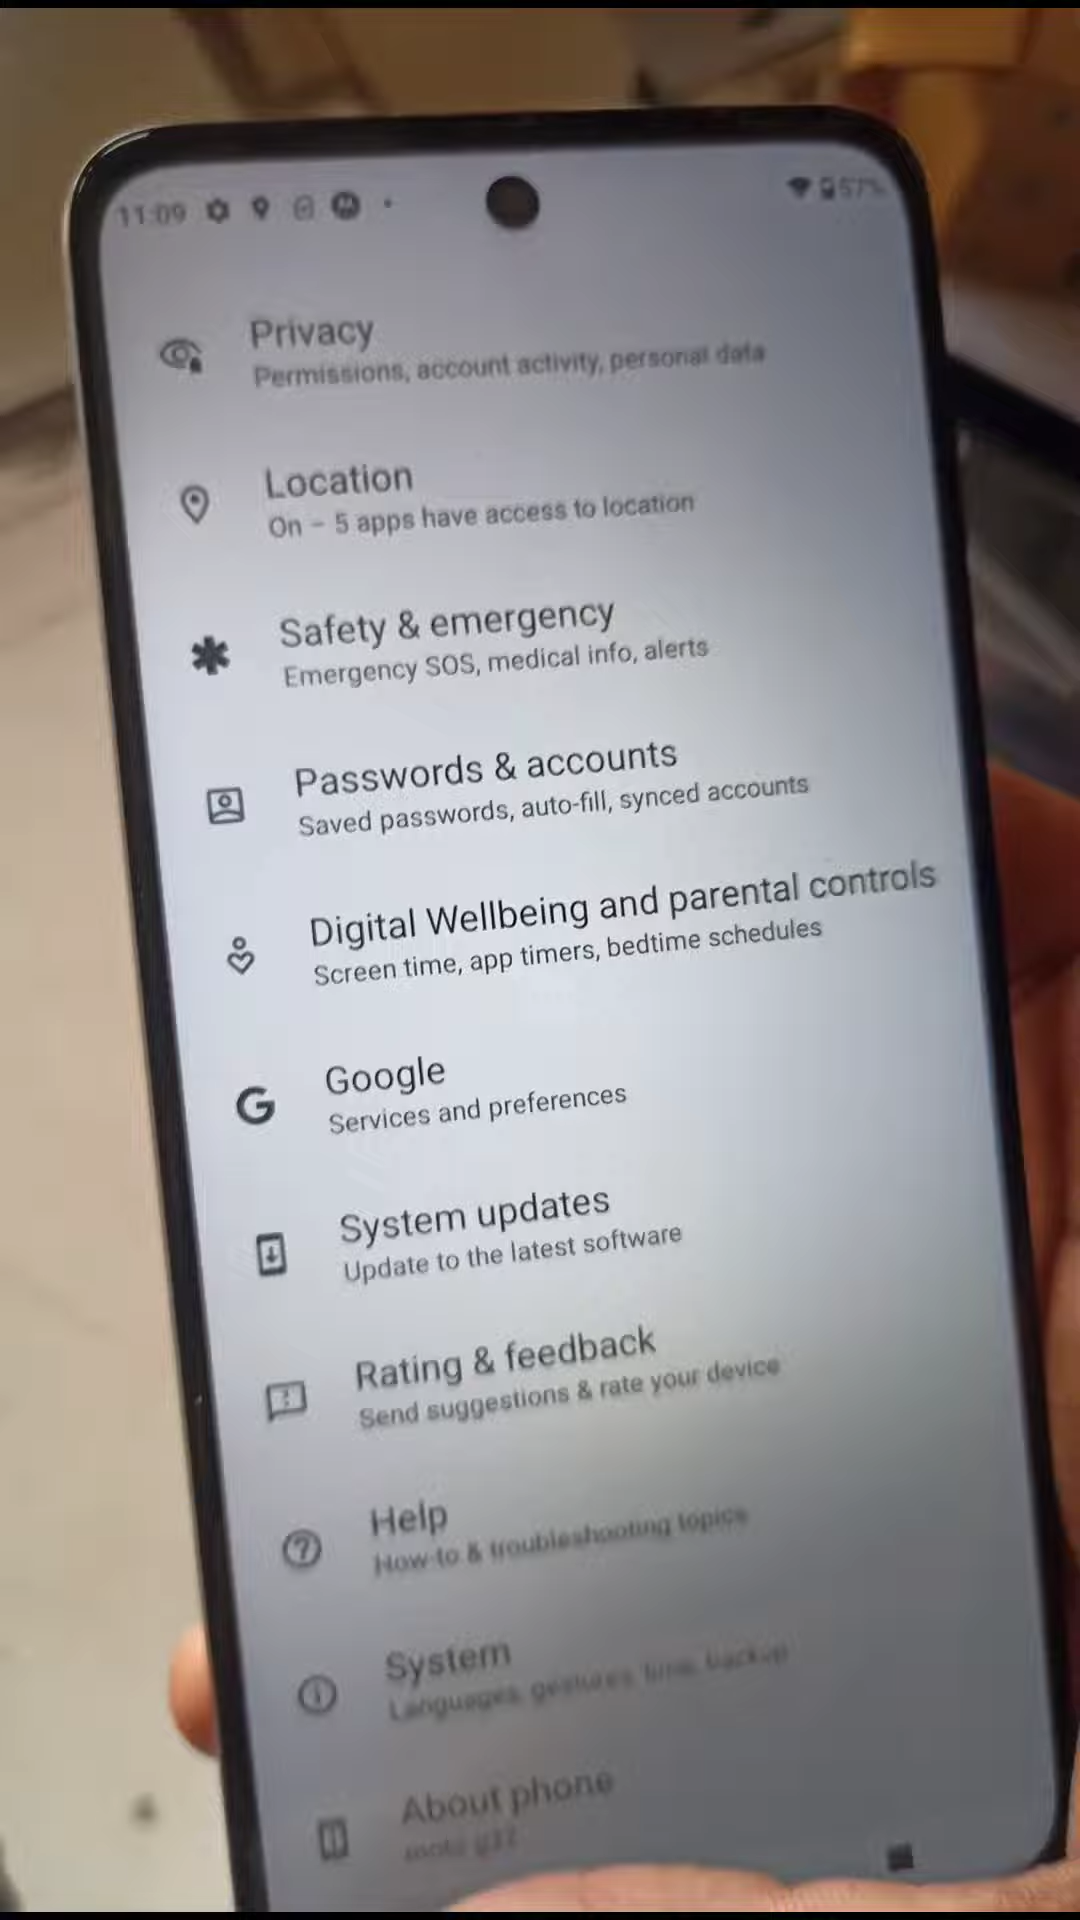 11:09
57%
Privacy
Permissions, account activity, personal data
Location
On – 5 apps have access to location
Safety & emergency
Emergency SOS, medical info, alerts
Passwords & accounts
Saved passwords, auto-fill, synced accounts
Digital Wellbeing and parental controls
Screen time, app timers, bedtime schedules
Google
Services and preferences
System updates
Update to the latest software
Rating & feedback
Send suggestions & rate your device
Help
How-to & troubleshooting topics
System
Languages, gestures, time, backup
About phone
moto